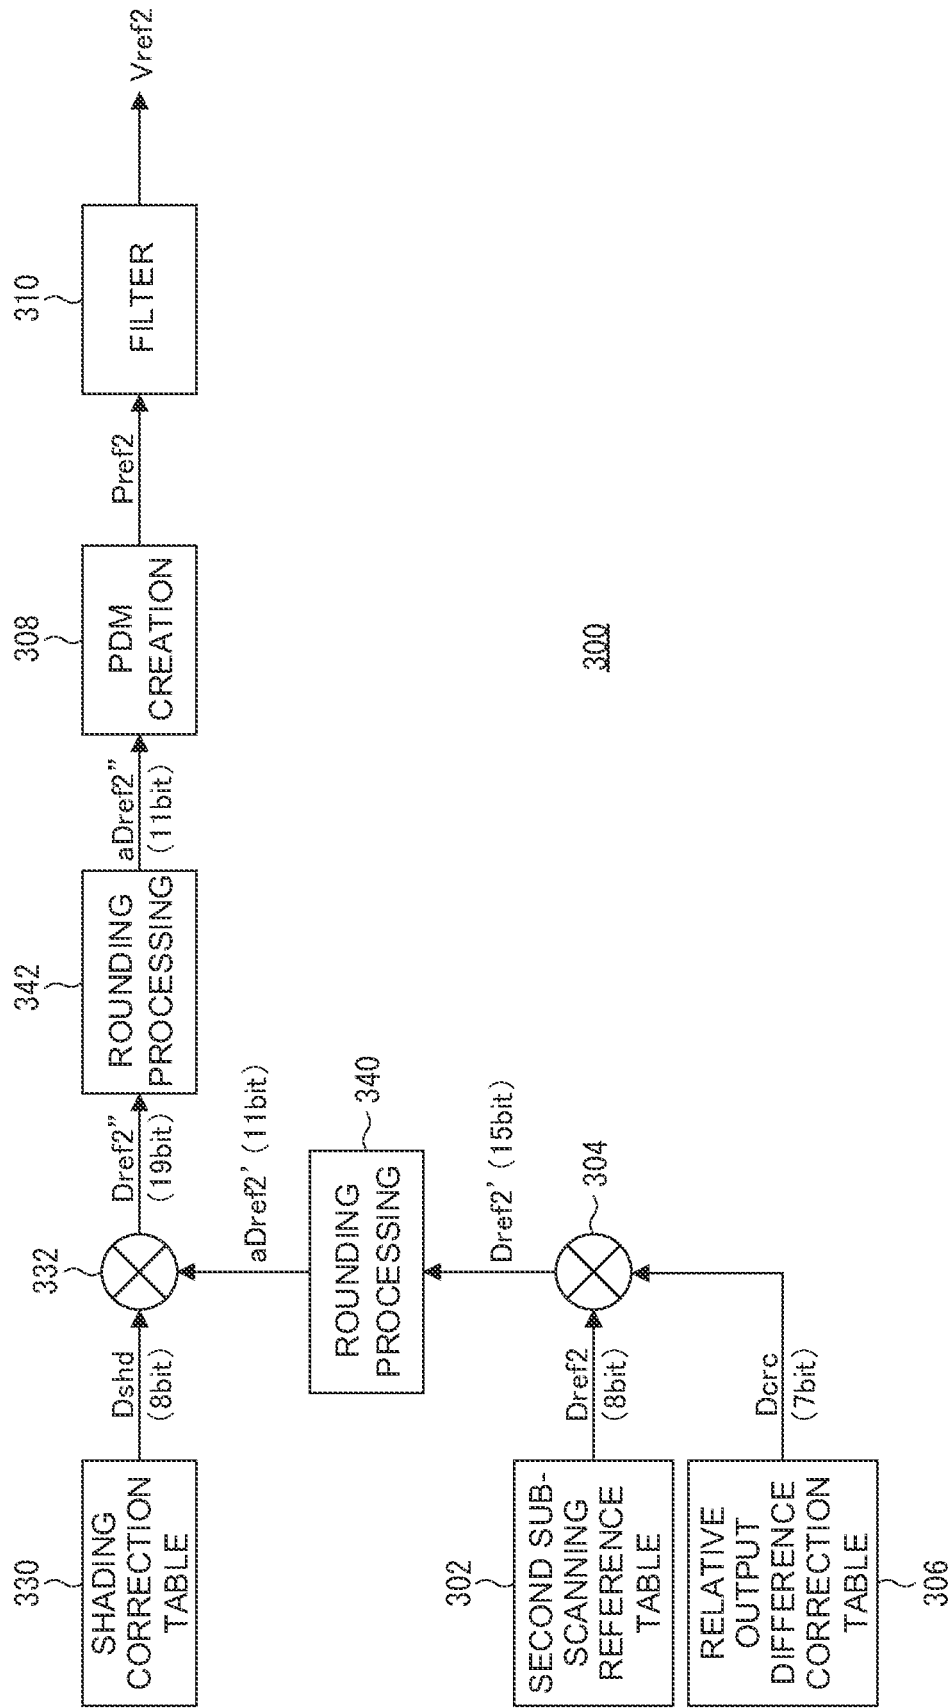 330
SHADING
CORRECTION
TABLE
Dshd
(8bit)
332
Dref2”
(19bit)
342
ROUNDING
PROCESSING
aDref2”
(11bit)
308
PDM
CREATION
Pref2
310
FILTER
Vref2
aDref2’ (11bit)
340
ROUNDING
PROCESSING
Dref2’ (15bit)
304
302
SECOND SUB-
SCANNING
REFERENCE
TABLE
Dref2
(8bit)
RELATIVE
OUTPUT
DIFFERENCE
CORRECTION
TABLE
306
Dcrc
(7bit)
300